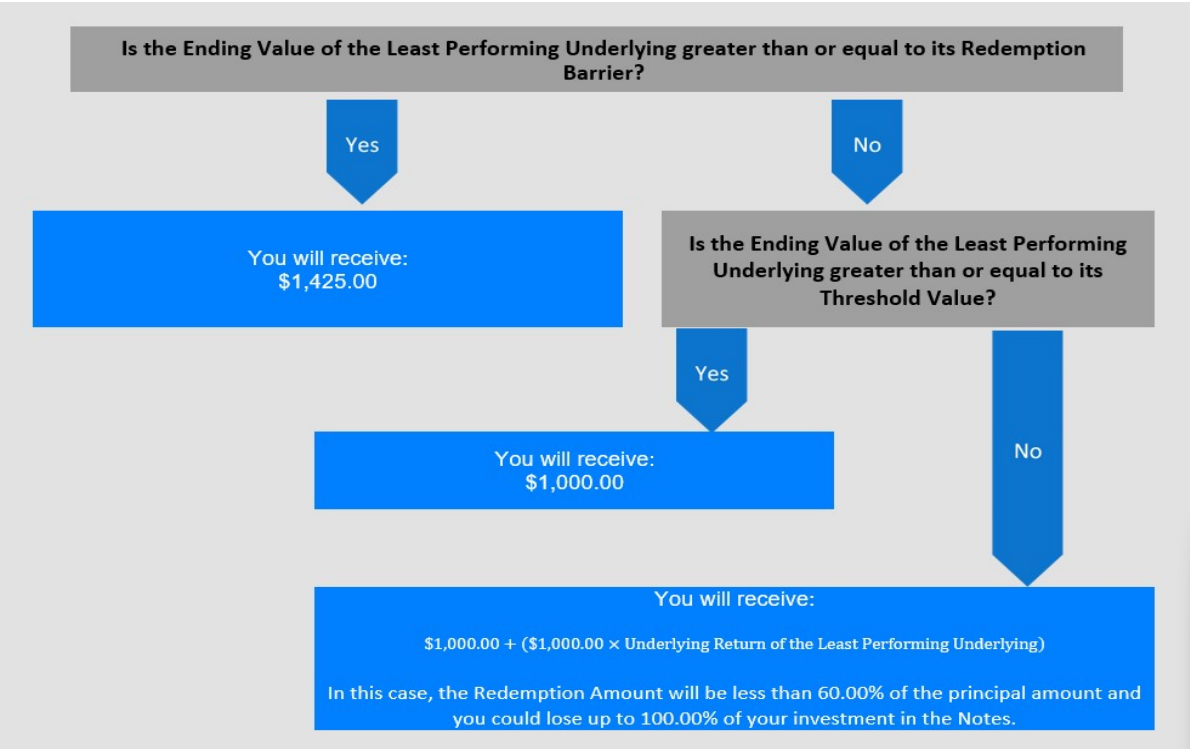 Is the Ending Value of the Least Performing Underlying greater than or equal to its Redemption
Barrier?
Yes
No
You will receive:
$1,425.00
Is the Ending Value of the Least Performing
Underlying greater than or equal to its
Threshold Value?
Yes
No
You will receive:
$1,000.00
You will receive:
$1,000.00 + ($1,000.00 × Underlying Return of the Least Performing Underlying)
In this case, the Redemption Amount will be less than 60.00% of the principal amount and
you could lose up to 100.00% of your investment in the Notes.